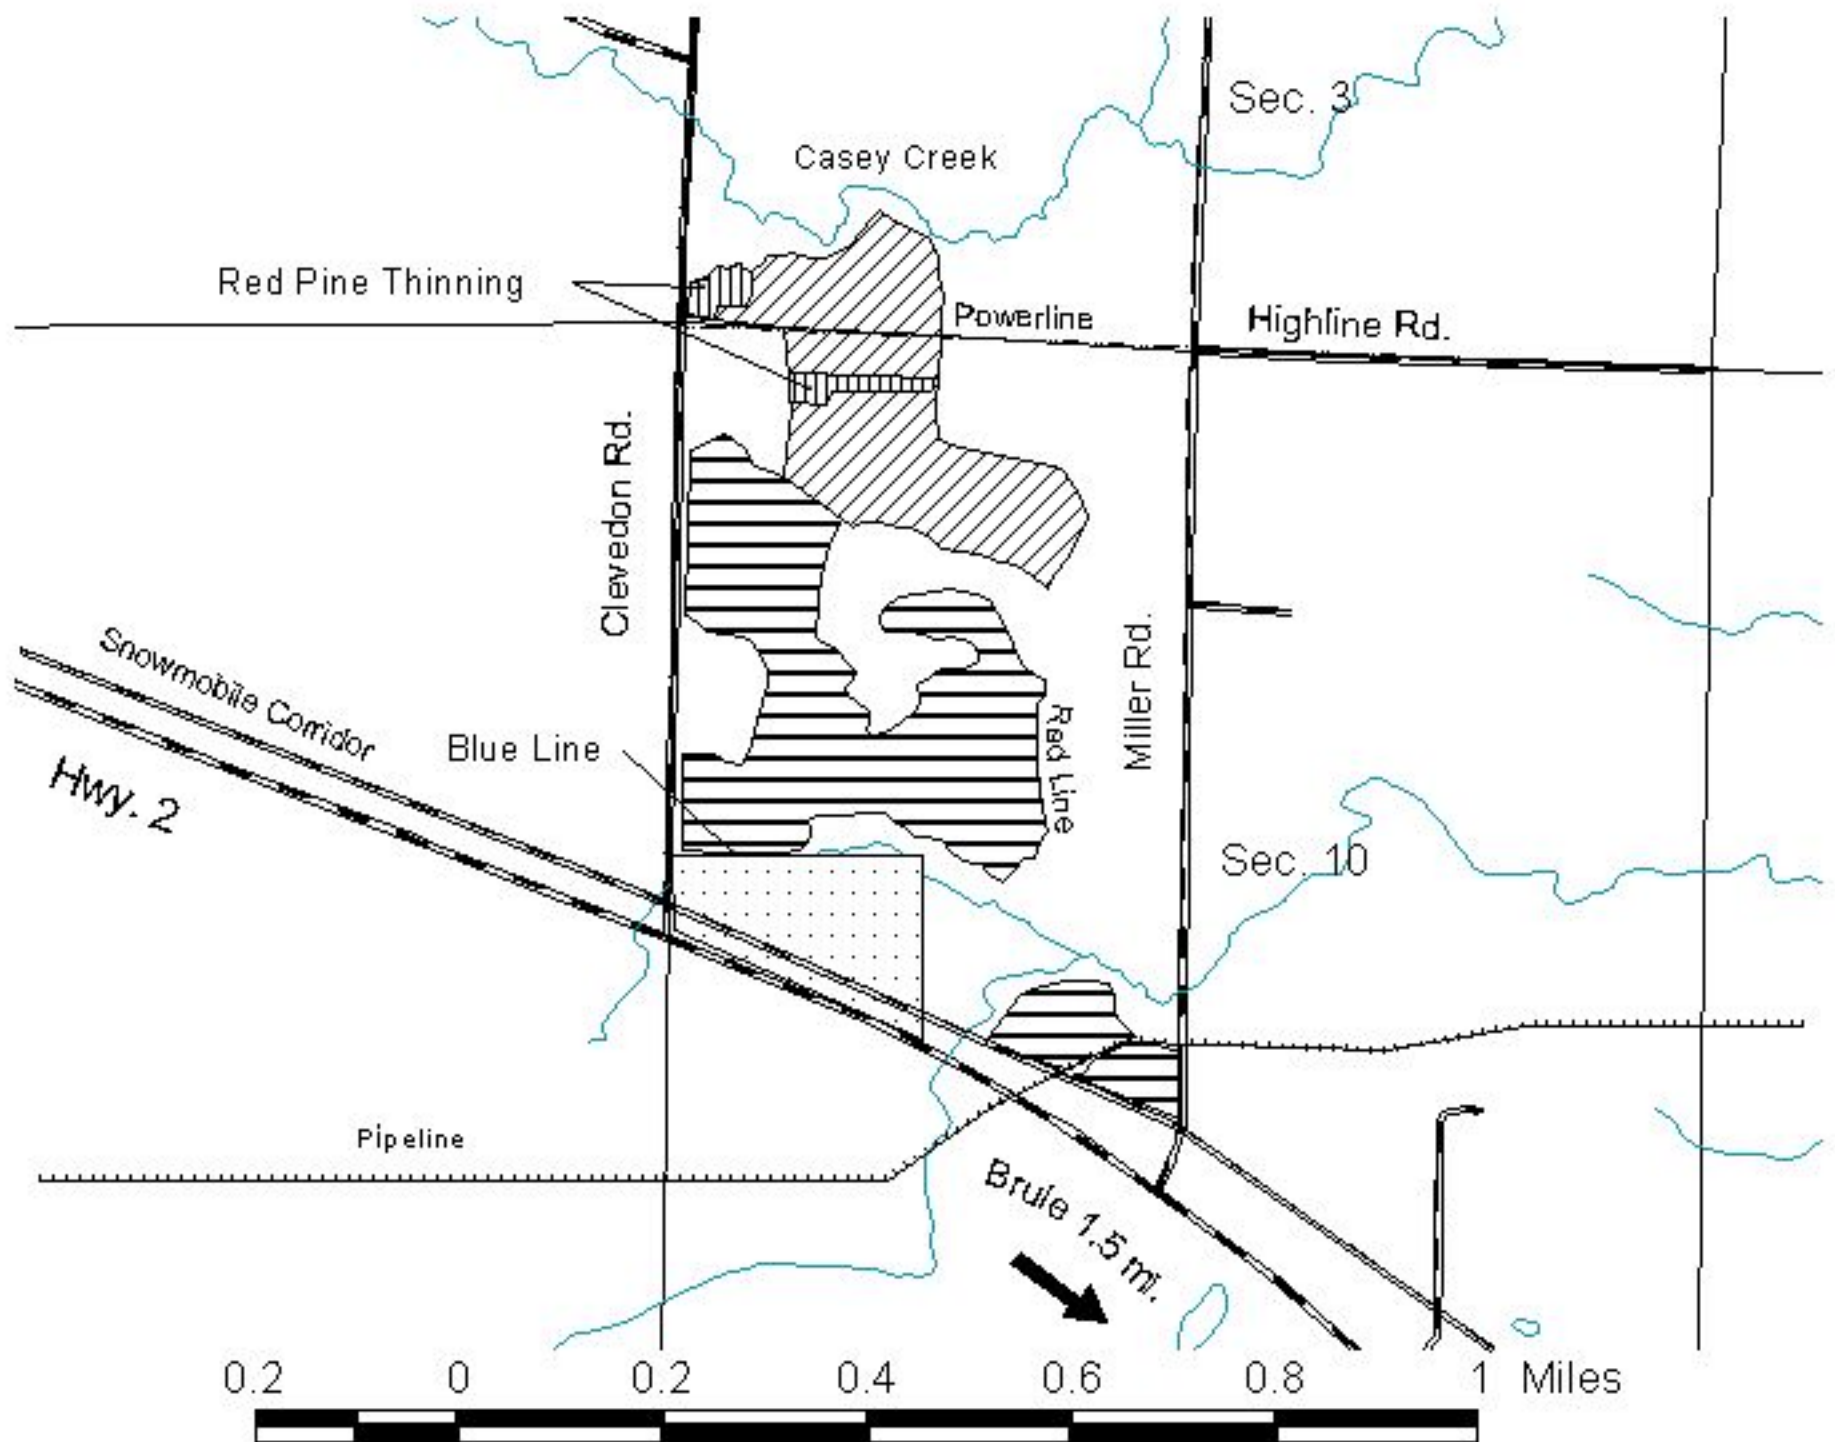 Sec. 3
Casey Creek
Red Pine Thinning
Powerline
Highline Rd.
Clevedon Rd.
Snowmobile Corridor
Miller Rd.
Red Line
Blue Line
Hwy. 2
Sec. 10
Pipeline
Brule 1.5 mi.
0.2 0 0.2 0.4 0.6 0.8 1 Miles